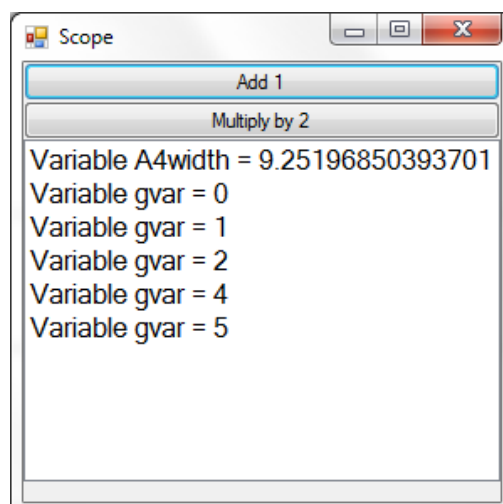 Scope
Add 1
Multiply by 2
Variable A4width = 9.25196850393701
Variable gvar = 0
Variable gvar = 1
Variable gvar = 2
Variable gvar = 4
Variable gvar = 5